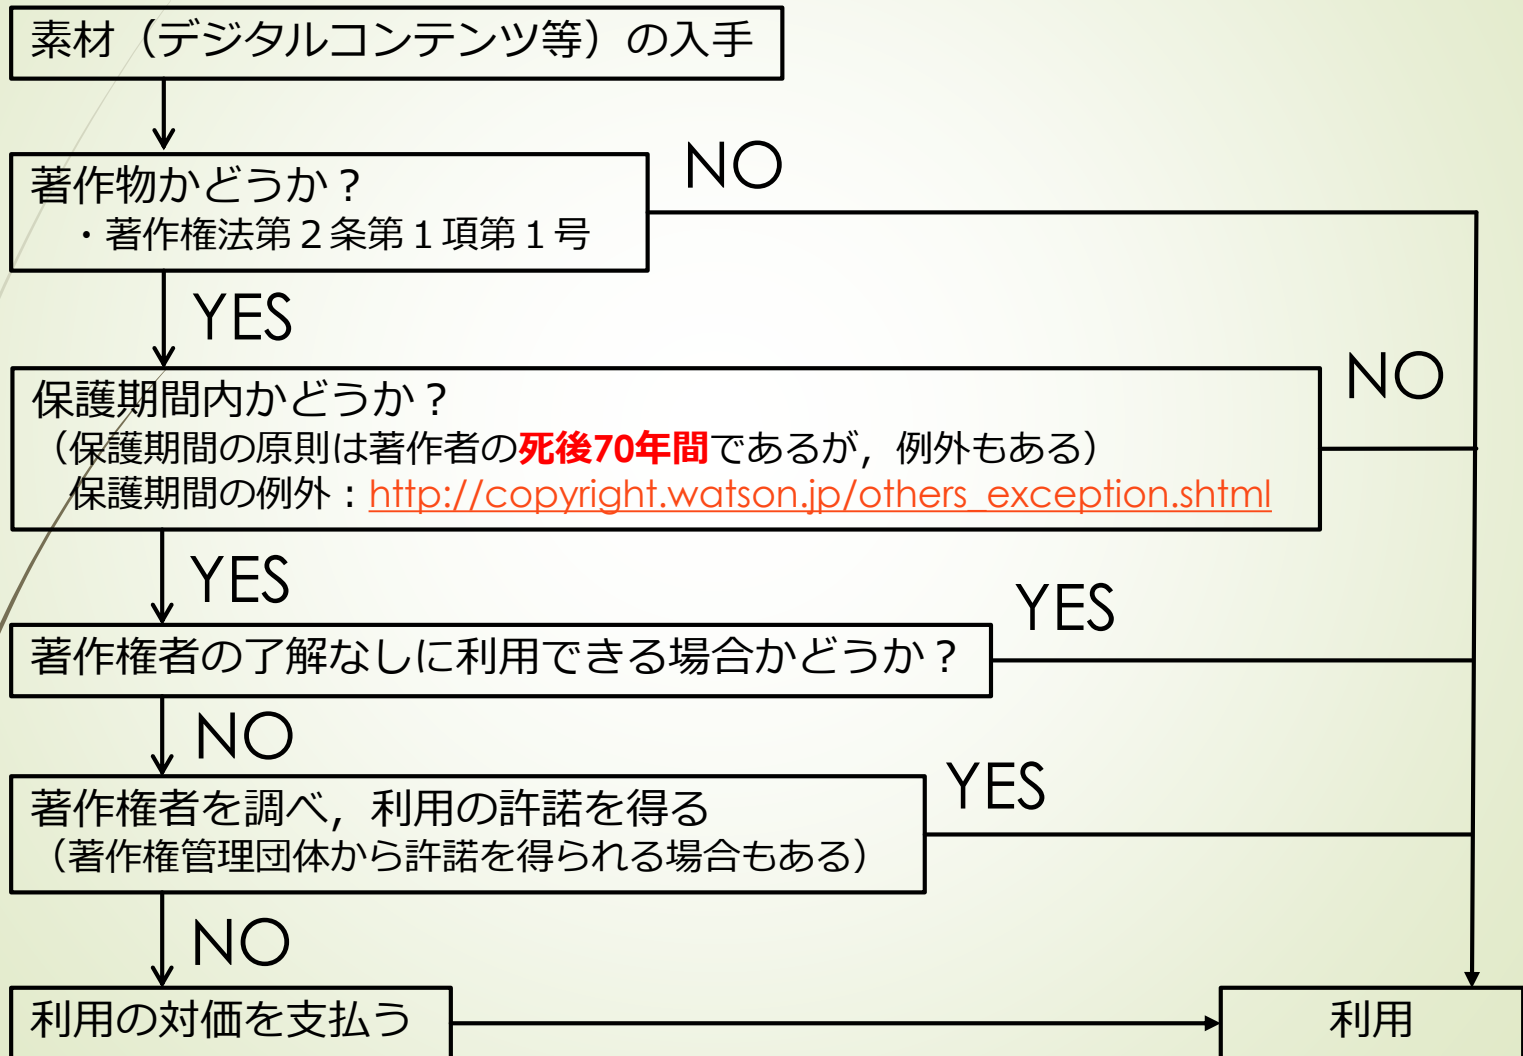 素材（デジタルコンテンツ等）の入手
著作物かどうか？
NO
・著作権法第２条第１項第１号
YES
保護期間内かどうか？
NO
（保護期間の原則は著作者の死後70年間であるが，例外もある）
保護期間の例外：http://copyright.watson.jp/others_exception.shtml
YES
YES
著作権者の了解なしに利用できる場合かどうか？
NO
著作権者を調べ，利用の許諾を得る
YES
（著作権管理団体から許諾を得られる場合もある）
NO
利用の対価を支払う
利用